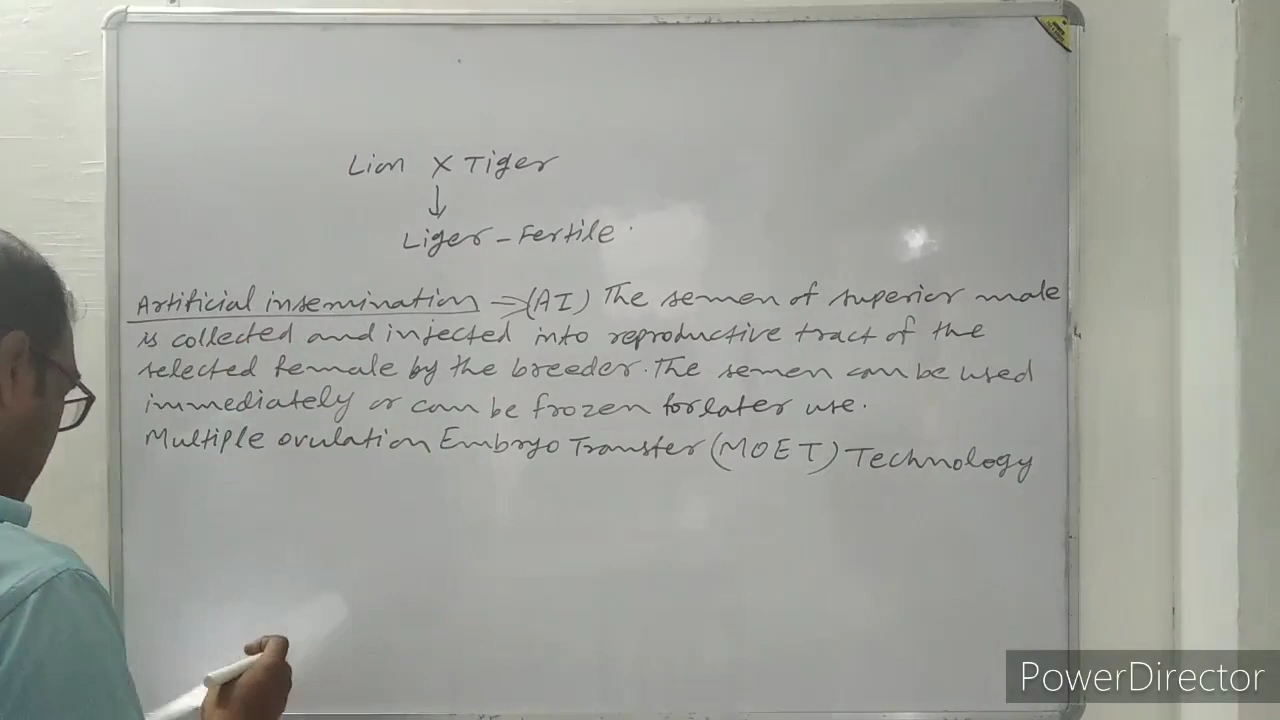 Lion X Tiger
↓
Liger - Fertile.
Artificial insemination => (AI) The semen of superior male
is collected and injected into reproductive tract of the
selected female by the breeder. The semen can be used
immediately or can be frozen for later use.
Multiple ovulation Embryo Transfer (MOET) Technology
PowerDirector